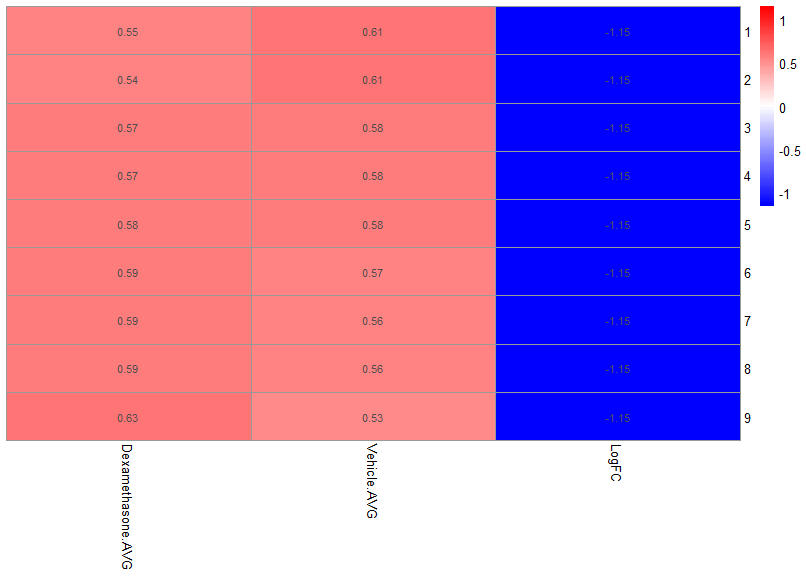 0.55 0.61 -1.15 1
0.54 0.61 -1.15 2
0.57 0.58 -1.15 3
0.57 0.58 -1.15 4
0.58 0.58 -1.15 5
0.59 0.57 -1.15 6
0.59 0.56 -1.15 7
0.59 0.56 -1.15 8
0.63 0.53 -1.15 9
Dexamethasone.AVG
Vehicle.AVG
LogFC
1
0.5
0
-0.5
-1